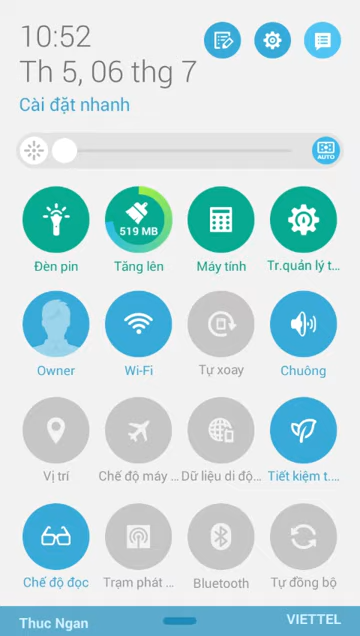 10:52
Th 5, 06 thg 7
Cài đặt nhanh
AUTO
519 MB
Đèn pin
Tăng lên
Máy tính
Tr.quản lý t...
Owner
Wi-Fi
Tự xoay
Chuông
Vị trí
Chế độ máy ...
Dữ liệu di độ...
Tiết kiệm t....
Chế độ đọc
Trạm phát ...
Bluetooth
Tự đồng bộ
Thuc Ngan
VIETTEL